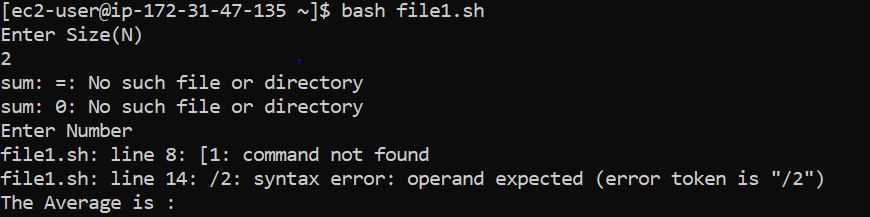 [ec2-user@ip-172-31-47-135 ~]$ bash file1.sh
Enter Size(N)
2
sum: =: No such file or directory
sum: 0: No such file or directory
Enter Number
file1.sh: line 8: [1: command not found
file1.sh: line 14: /2: syntax error: operand expected (error token is "/2")
The Average is :